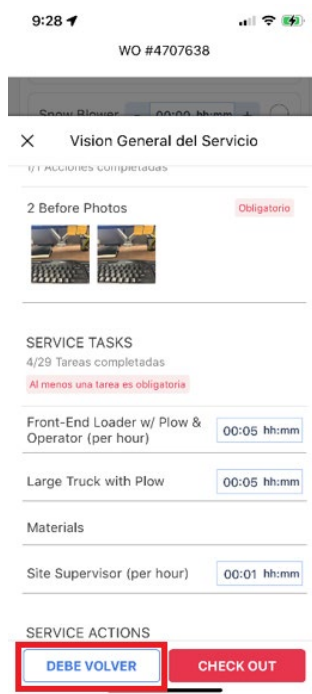 9:28
WO #4707638
Snow Blower - 00:00 hh:mm +
Vision General del Servicio
1/1 Acciones completadas
2 Before Photos
Obligatorio
SERVICE TASKS
4/29 Tareas completadas
Al menos una tarea es obligatoria
Front-End Loader w/ Plow &
Operator (per hour)
00:05 hh:mm
Large Truck with Plow
00:05 hh:mm
Materials
Site Supervisor (per hour)
00:01 hh:mm
SERVICE ACTIONS
DEBE VOLVER
CHECK OUT